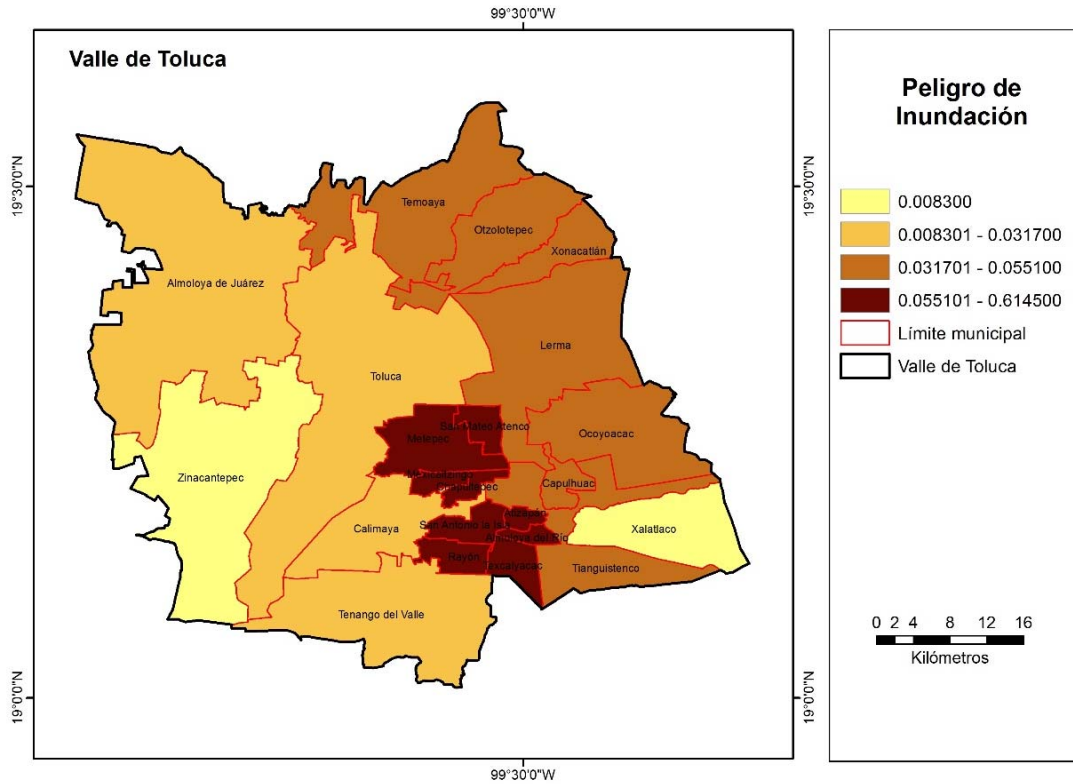 99°30'0"W
Valle de Toluca
19°30'0"N
19°30'0"N
Temoaya
Otzolotepec
Xonacatlán
Almoloya de Juárez
Lerma
Toluca
San Mateo Atenco
Metepec
Ocoyoacac
Zinacantepec
Mexicaltzingo
Chapultepec
Capulhuac
Atizapán
San Antonio la Isla
Calimaya
Xalatlaco
Almoloya del Río
Rayón
Texcalyacac
Tianguistenco
Tenango del Valle
19°0'0"N
19°0'0"N
99°30'0"W
Peligro de
Inundación
0.008300
0.008301 - 0.031700
0.031701 - 0.055100
0.055101 - 0.614500
Límite municipal
Valle de Toluca
0 2 4 8 12 16
Kilómetros